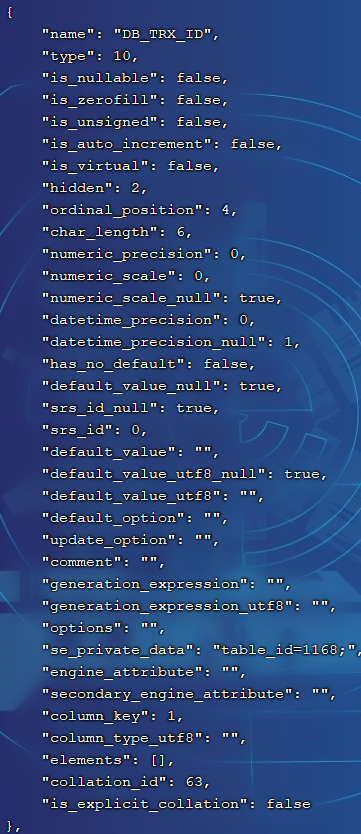 {
"name": "DB_TRX_ID",
"type": 10,
"is_nullable": false,
"is_zerofill": false,
"is_unsigned": false,
"is_auto_increment": false,
"is_virtual": false,
"hidden": 2,
"ordinal_position": 4,
"char_length": 6,
"numeric_precision": 0,
"numeric_scale": 0,
"numeric_scale_null": true,
"datetime_precision": 0,
"datetime_precision_null": 1,
"has_no_default": false,
"default_value_null": true,
"srs_id_null": true,
"srs_id": 0,
"default_value": "",
"default_value_utf8_null": true,
"default_value_utf8": "",
"default_option": "",
"update_option": "",
"comment": "",
"generation_expression": "",
"generation_expression_utf8": "",
"options": "",
"se_private_data": "table_id=1168;",
"engine_attribute": "",
"secondary_engine_attribute": "",
"column_key": 1,
"column_type_utf8": "",
"elements": [],
"collation_id": 63,
"is_explicit_collation": false
},